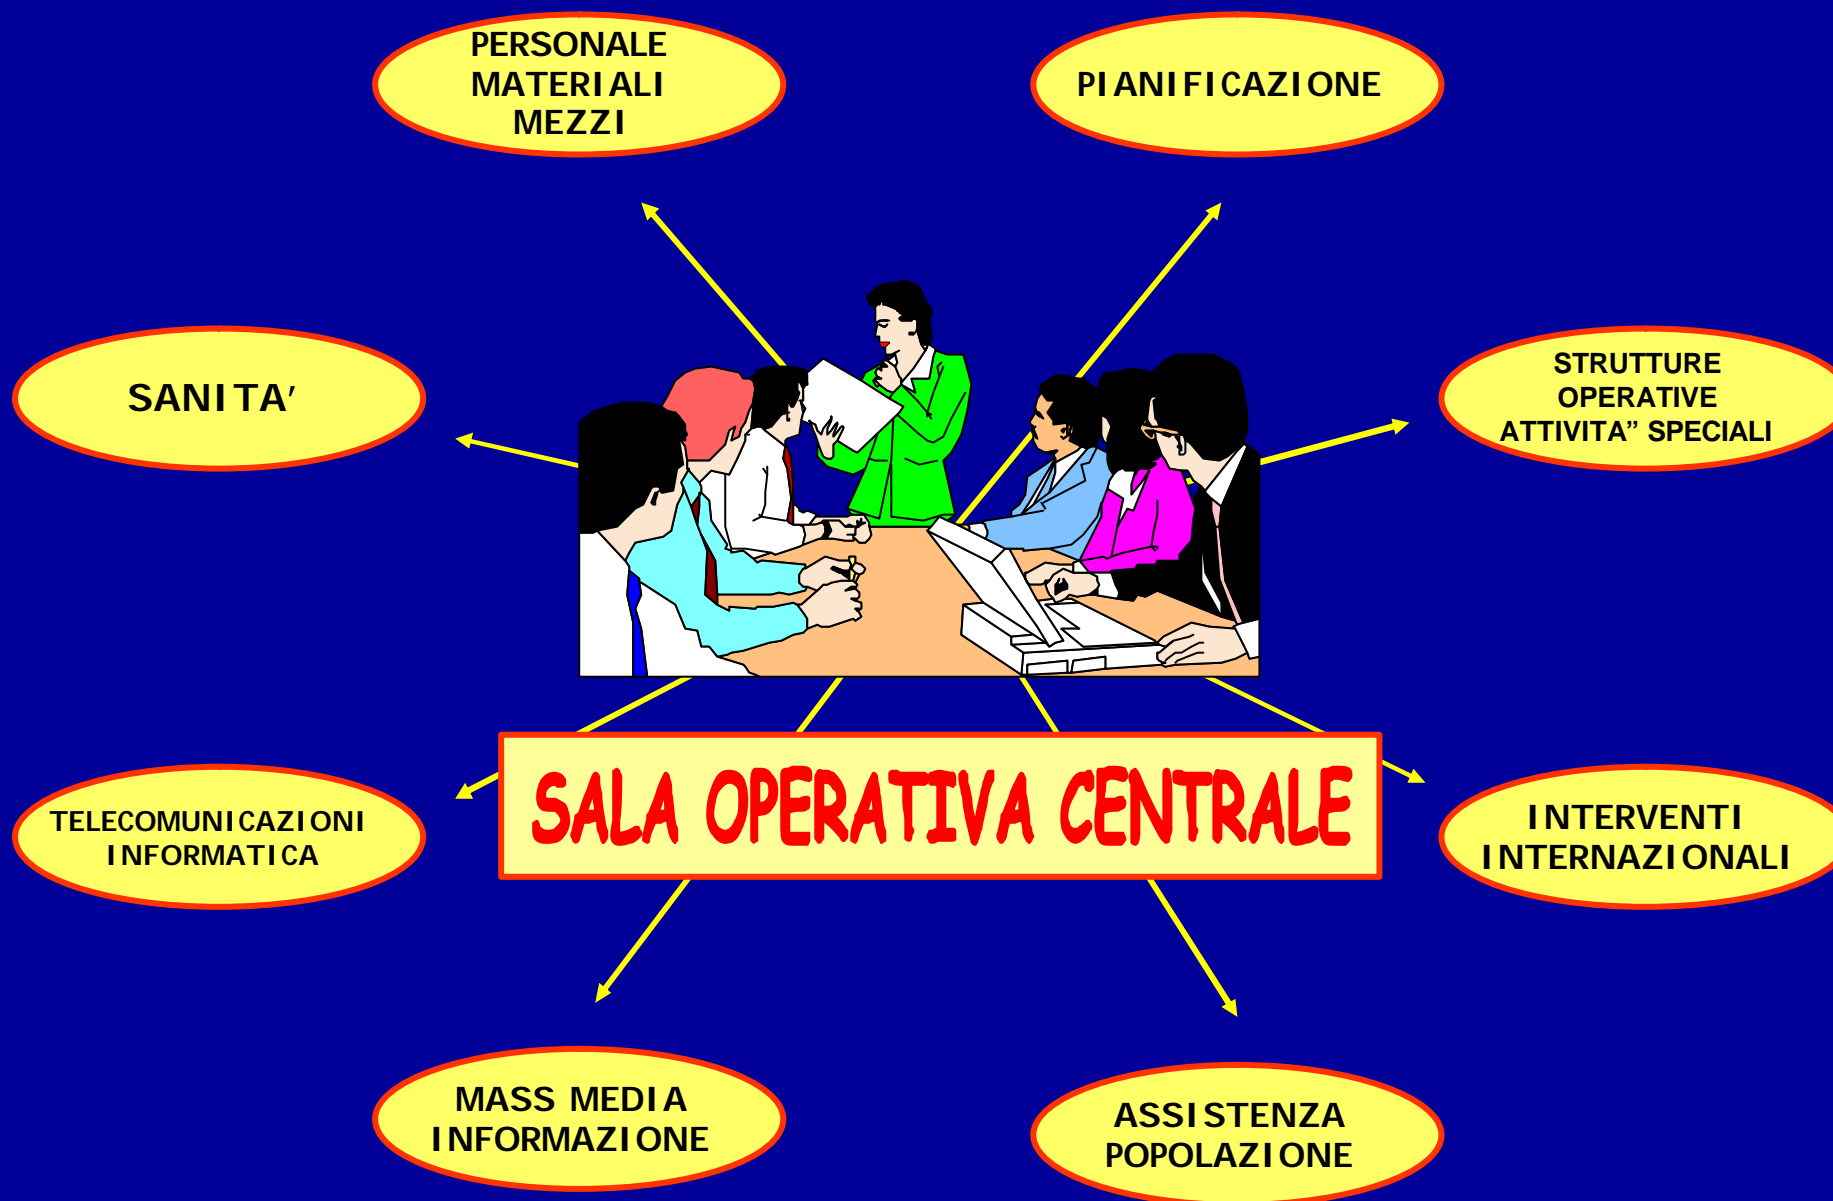 PERSONALE
MATERIALI
MEZZI
PIANIFICAZIONE
SANITA’
STRUTTURE
OPERATIVE
ATTIVITA” SPECIALI
SALA OPERATIVA CENTRALE
TELECOMUNICAZIONI
INFORMATICA
INTERVENTI
INTERNAZIONALI
MASS MEDIA
INFORMAZIONE
ASSISTENZA
POPOLAZIONE